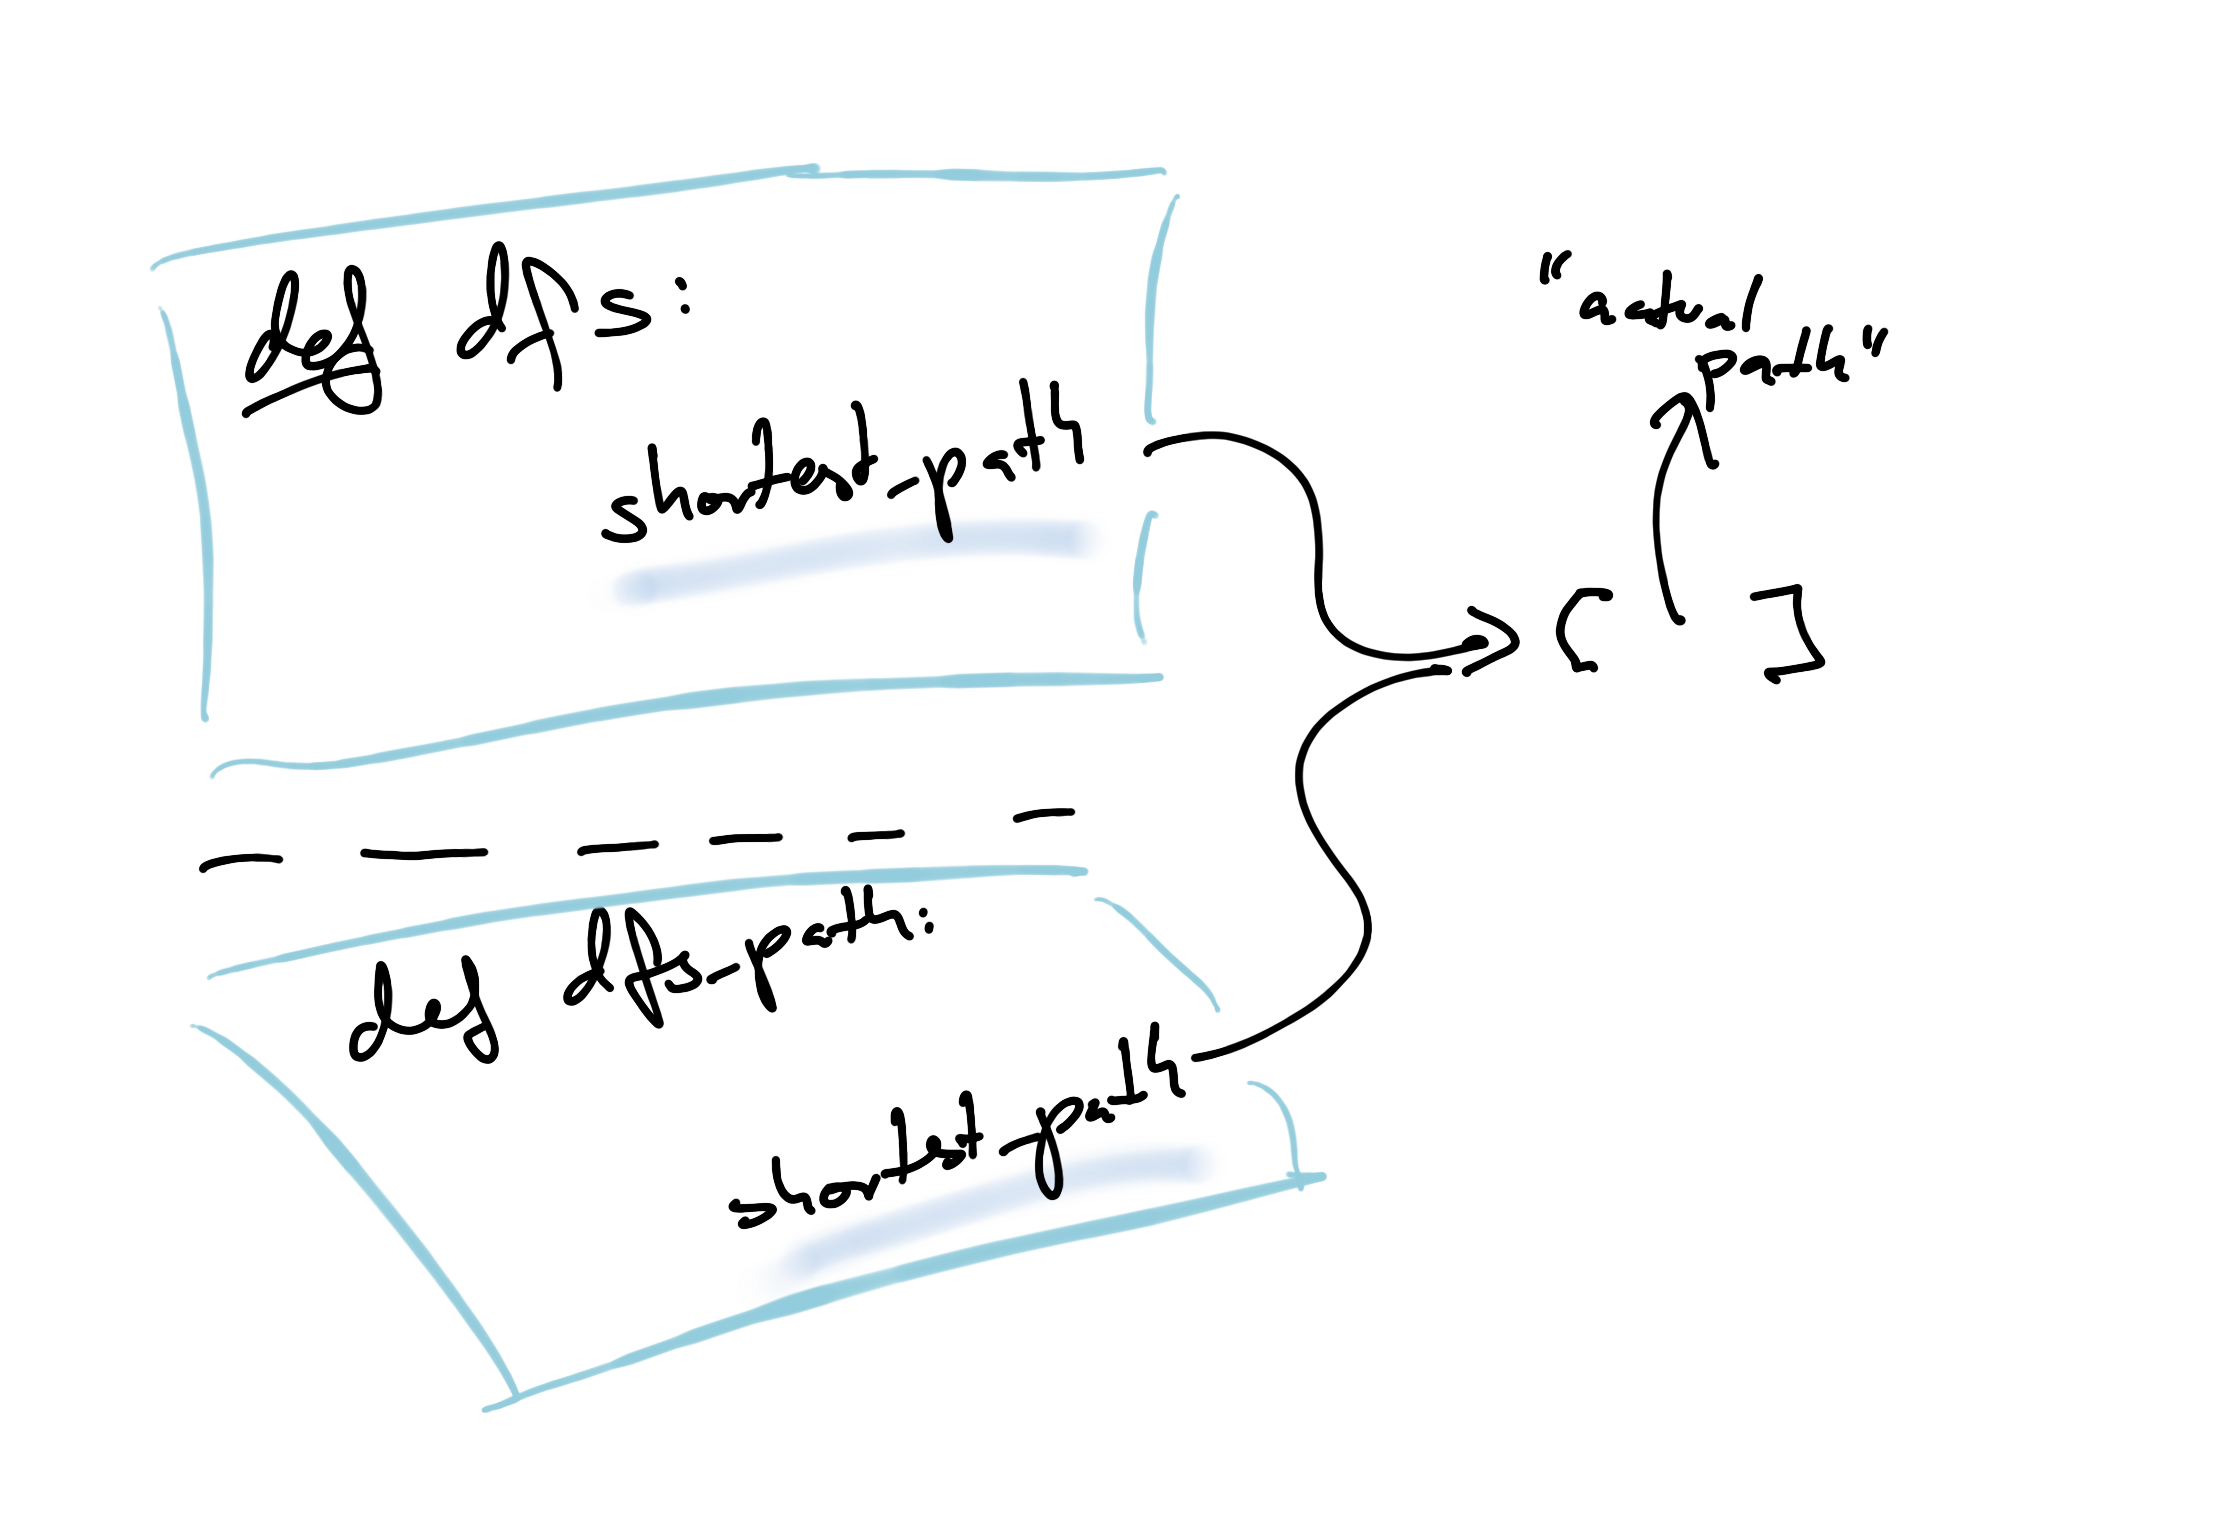 def dfs:
shortest_path
"actual
path"
[ ]
def dfs_path:
shortest_path